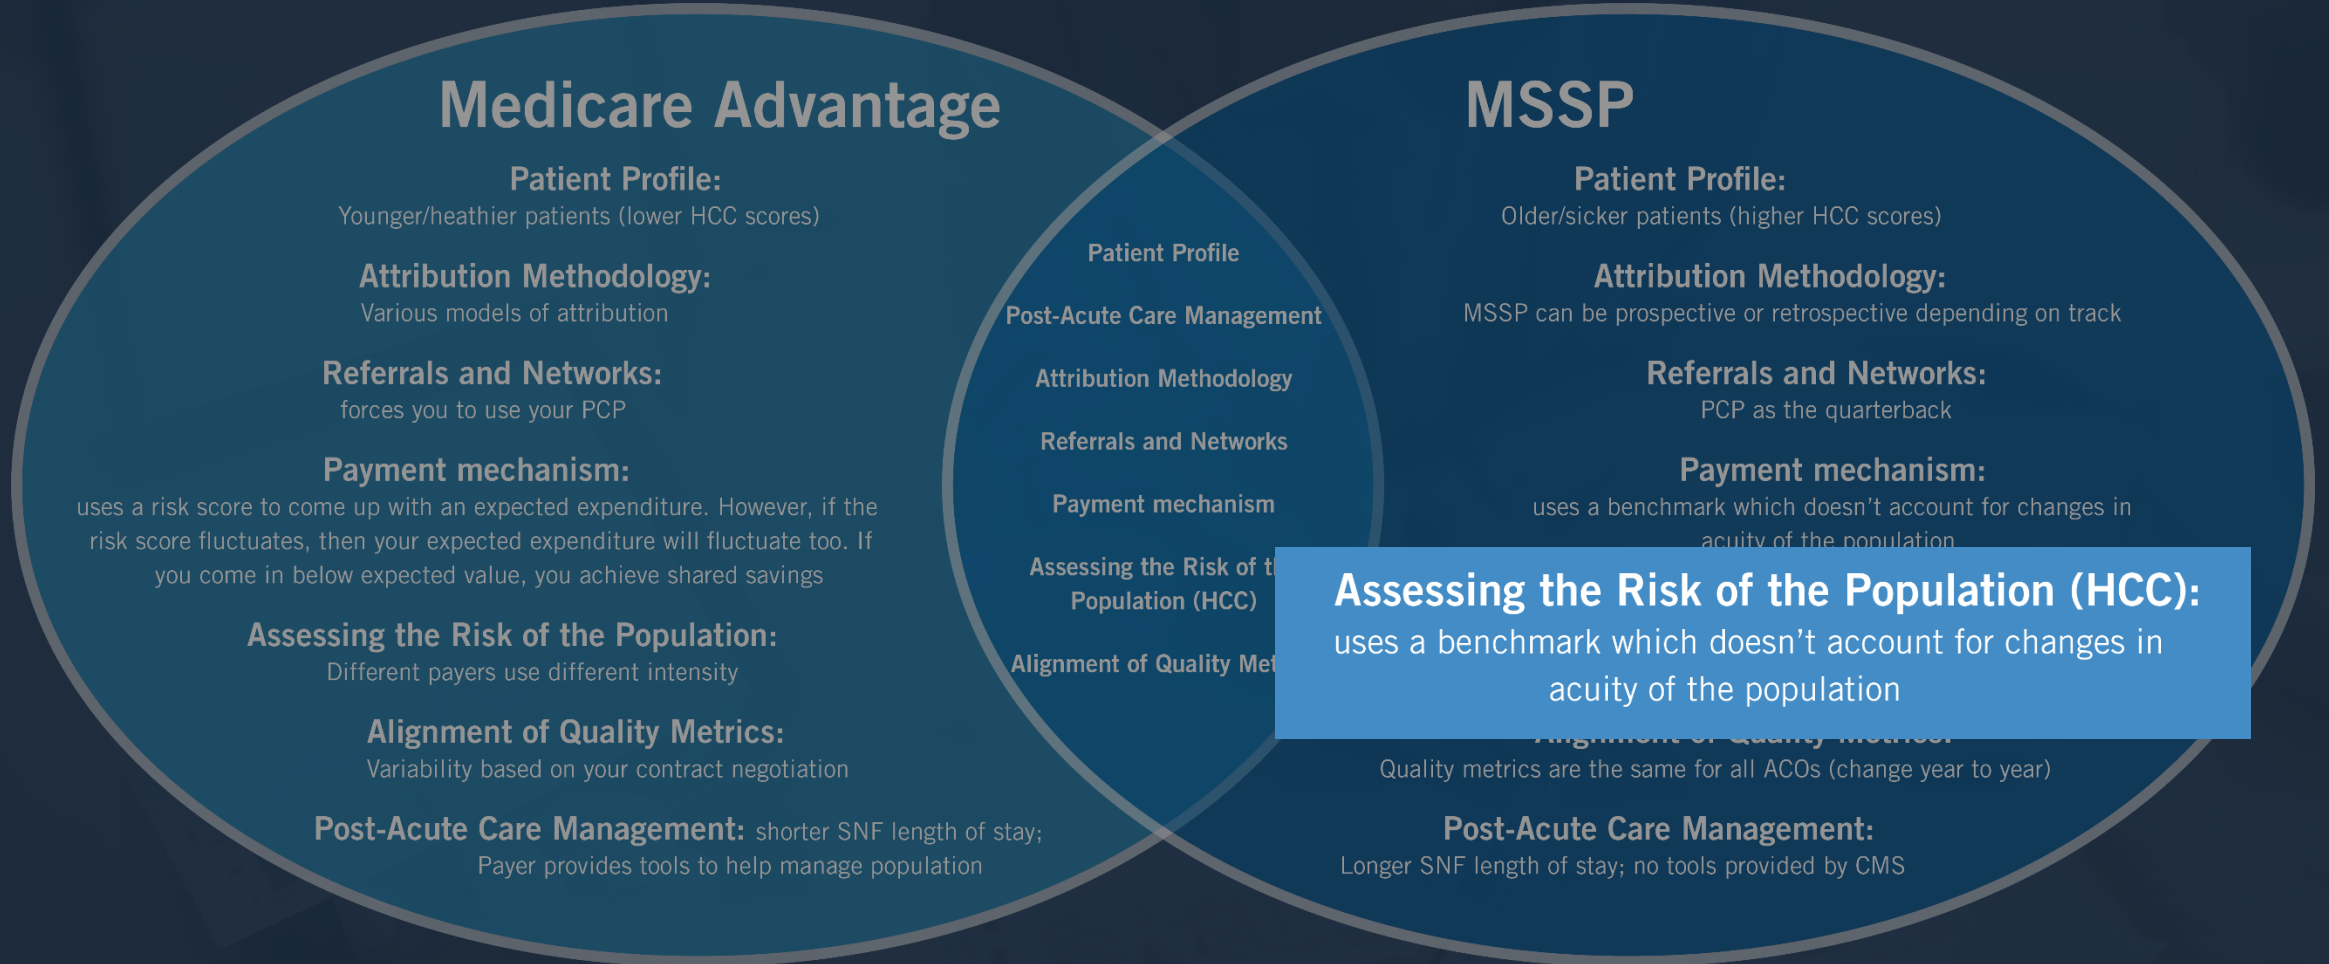 Medicare Advantage
Patient Profile:
Younger/heathier patients (lower HCC scores)
Attribution Methodology:
Various models of attribution
Referrals and Networks:
forces you to use your PCP
Payment mechanism:
uses a risk score to come up with an expected expenditure. However, if the
risk score fluctuates, then your expected expenditure will fluctuate too. If
you come in below expected value, you achieve shared savings
Assessing the Risk of the Population:
Different payers use different intensity
Alignment of Quality Metrics:
Variability based on your contract negotiation
Post-Acute Care Management: shorter SNF length of stay;
Payer provides tools to help manage population
Patient Profile
Post-Acute Care Management
Attribution Methodology
Referrals and Networks
Payment mechanism
Assessing the Risk of
Population (HCC)
Alignment of Quality
MSSP
Patient Profile:
Older/sicker patients (higher HCC scores)
Attribution Methodology:
MSSP can be prospective or retrospective depending on track
Referrals and Networks:
PCP as the quarterback
Payment mechanism:
uses a benchmark which doesn't account for changes in
acuity of the population
Assessing the Risk of the Population (HCC):
uses a benchmark which doesn't account for changes in
acuity of the population
Alignment of Quality Metrics:
Quality metrics are the same for all ACOs (change year to year)
Post-Acute Care Management:
Longer SNF length of stay; no tools provided by CMS